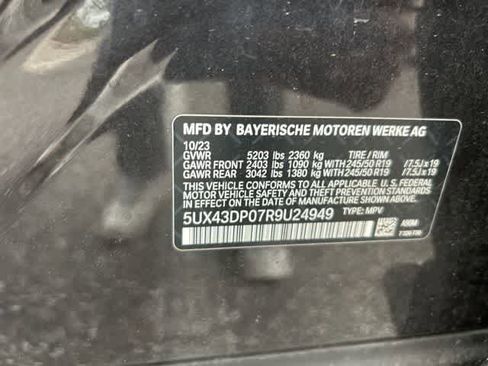 MFD BY BAYERISCHE MOTOREN WERKE AG
10/23
GVWR 5203 lbs 2360 kg TIRE / RIM
GAWR FRONT 2403 lbs 1090 kg WITH 245/50 R19 / 7.5J x 19
GAWR REAR 3042 lbs 1380 kg WITH 245/50 R19 / 7.5J x 19
THIS VEHICLE CONFORMS TO ALL APPLICABLE U.S.
FEDERAL MOTOR VEHICLE SAFETY AND THEFT PREVENTION STANDARDS
IN EFFECT ON THE DATE OF MANUFACTURE SHOWN ABOVE.
5UX43DP07R9U24949 TYPE: MPV